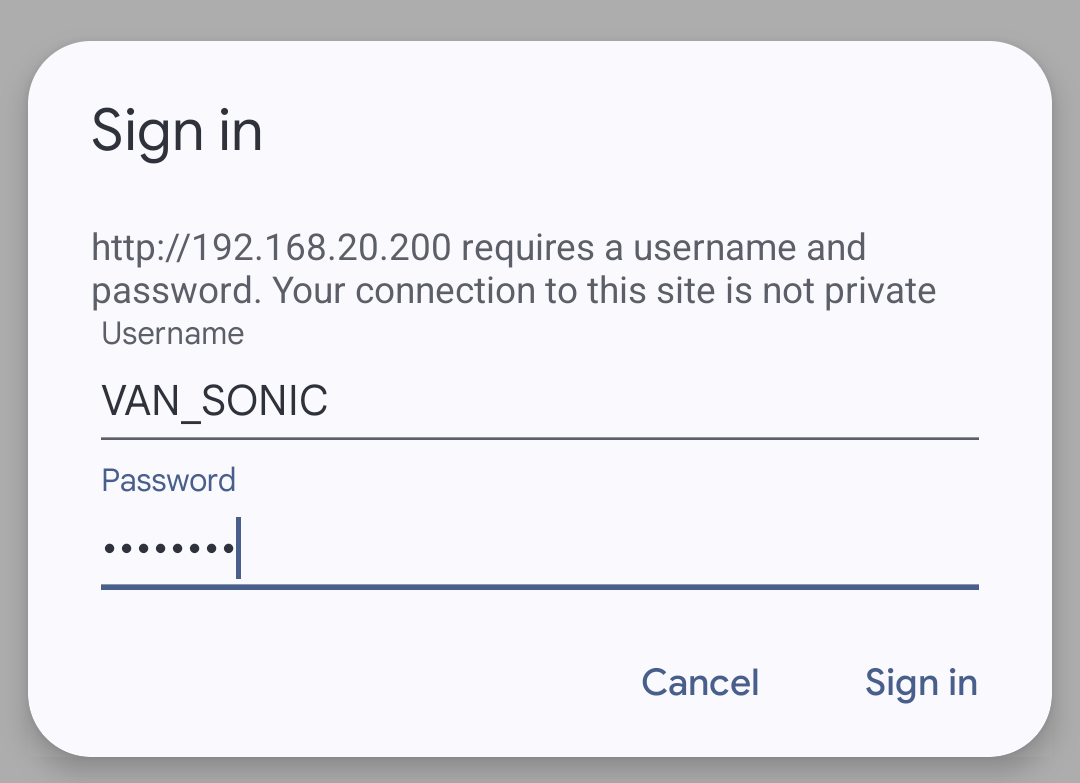 Sign in
http://192.168.20.200 requires a username and
password. Your connection to this site is not private
Username
VAN_SONIC
Password
••••••••
Cancel Sign in